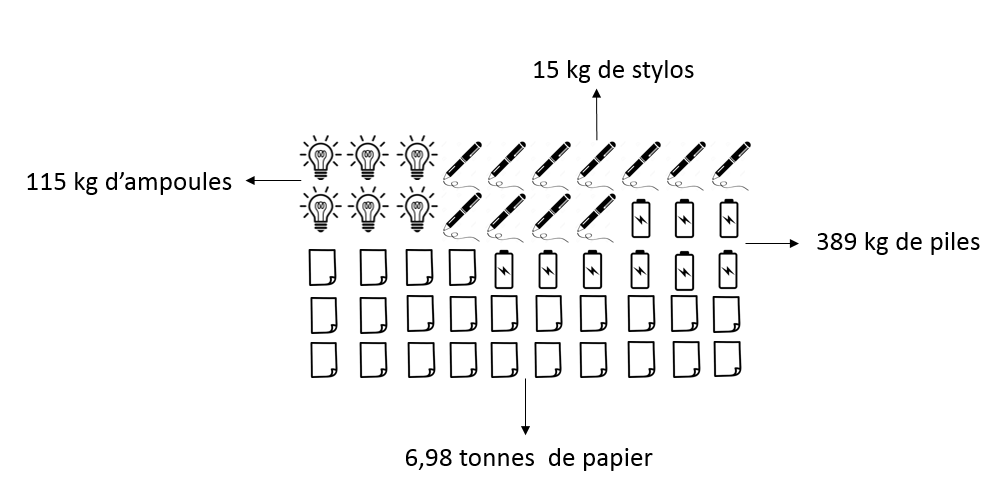 15 kg de stylos
115 kg d’ampoules
389 kg de piles
6,98 tonnes  de papier